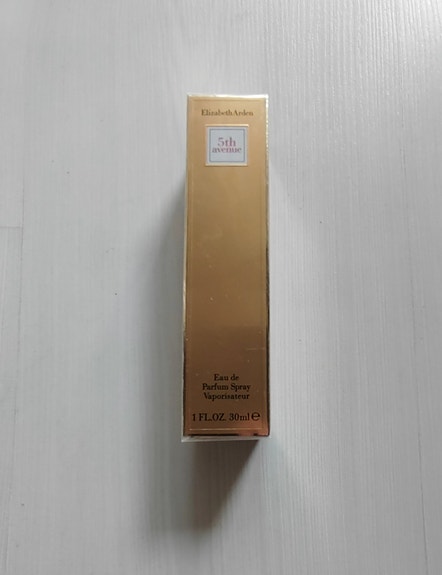 Elizabeth Arden
5th
avenue
Eau de
Parfum Spray
Vaporisateur
1 FL.OZ. 30ml ℮